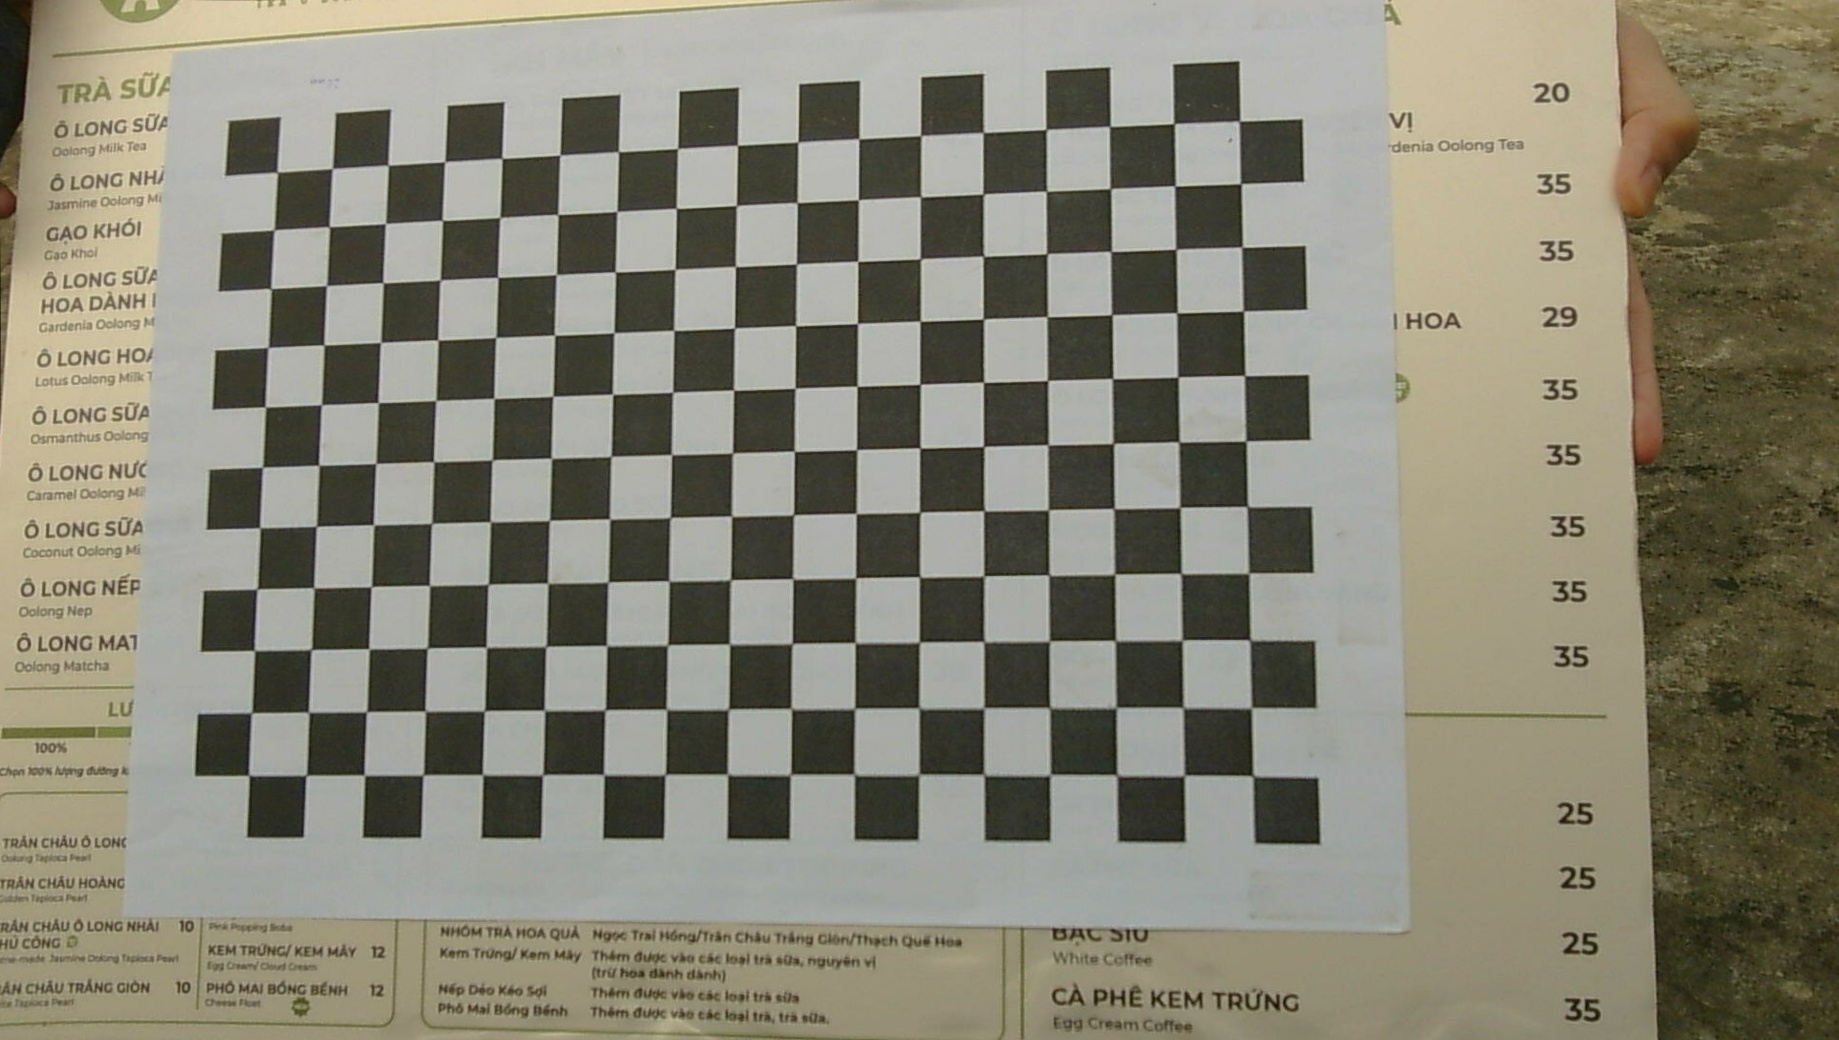 TRÀ SỮA
Ô LONG SỮA
Oolong Milk Tea
Ô LONG NHÀ
Jasmine Oolong Mi
GẠO KHÓI
Gạo Khói
Ô LONG SỮA
HOA DÀNH
Gardenia Oolong M
Ô LONG HOA
Lotus Oolong Milk T
Ô LONG SỮA
Osmanthus Oolong
Ô LONG NƯỚ
Caramel Oolong Mi
Ô LONG SỮA
Coconut Oolong Mi
Ô LONG NẾP
Oolong Nep
Ô LONG MAT
Oolong Matcha
LƯ
100%
Chọn 100% lượng đường
TRÂN CHÂU Ô LONG
Oolong Tapioca Pearl
TRÂN CHÂU HOÀNG
Golden Tapioca Pearl
RÂN CHÂU Ô LONG NHÀI 10
HỦ CÔNG
me-made Jasmine Oolong Tapioca Pearl
ÂN CHÂU TRẮNG GIÒN 10
ite Tapioca Pearl
Pink Popping Boba
KEM TRỨNG/ KEM MÂY 12
Egg Cream/ Cloud Cream
PHÔ MAI BỒNG BỀNH 12
Cheese Float
NHÓM TRÀ HOA QUẢ Ngọc Trai Hồng/Trân Châu Trắng Giòn/Thạch Quế Hoa
Kem Trứng/ Kem Mây Thêm được vào các loại trà sữa, nguyên vị
(trừ hoa dành dành)
Nếp Dẻo Kéo Sợi Thêm được vào các loại trà sữa
Phô Mai Bồng Bềnh Thêm được vào các loại trà, trà sữa.
20
VỊ
rdenia Oolong Tea
35
35
HOA 29
35
35
35
35
35
25
25
BẠC SỈU 25
White Coffee
CÀ PHÊ KEM TRỨNG 35
Egg Cream Coffee